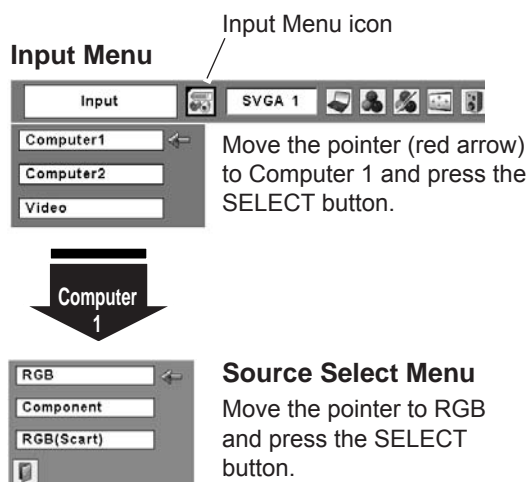 Input Menu icon
Input Menu
Input
SVGA 1
Computer1
Computer2
Video
Move the pointer (red arrow)
to Computer 1 and press the
SELECT button.
Computer
1
RGB
Component
RGB(Scart)
Source Select Menu
Move the pointer to RGB
and press the SELECT
button.